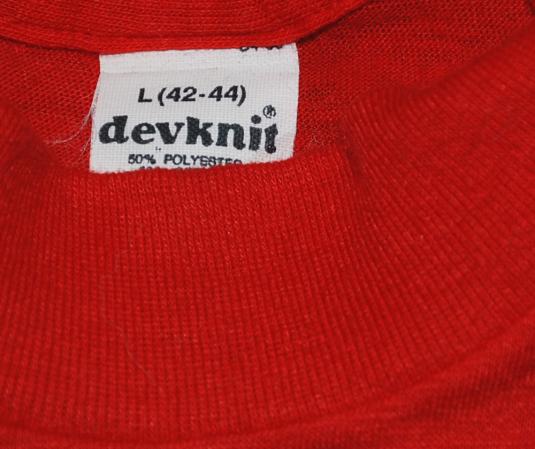 L (42-44)
devknit®
50% POLYESTER